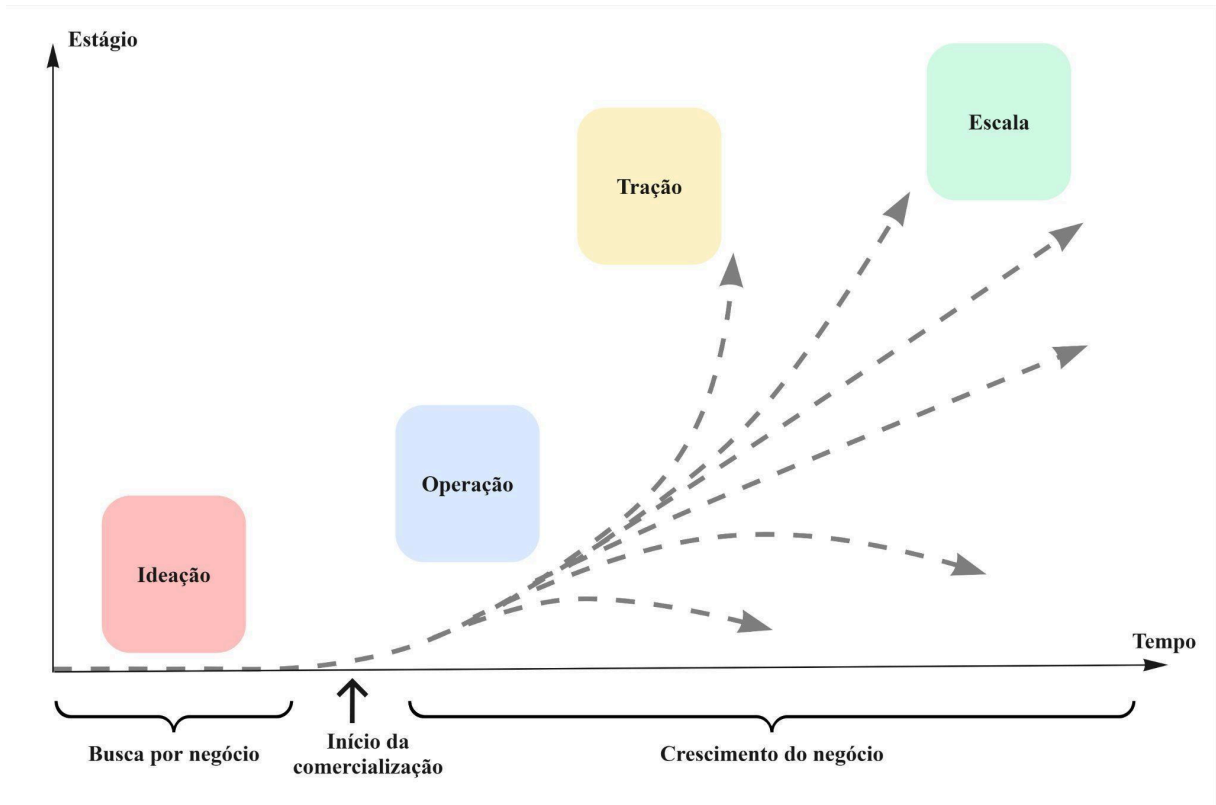 Estágio
Escala
Tração
Operação
Ideação
Tempo
Busca por negócio
Início da
comercialização
Crescimento do negócio